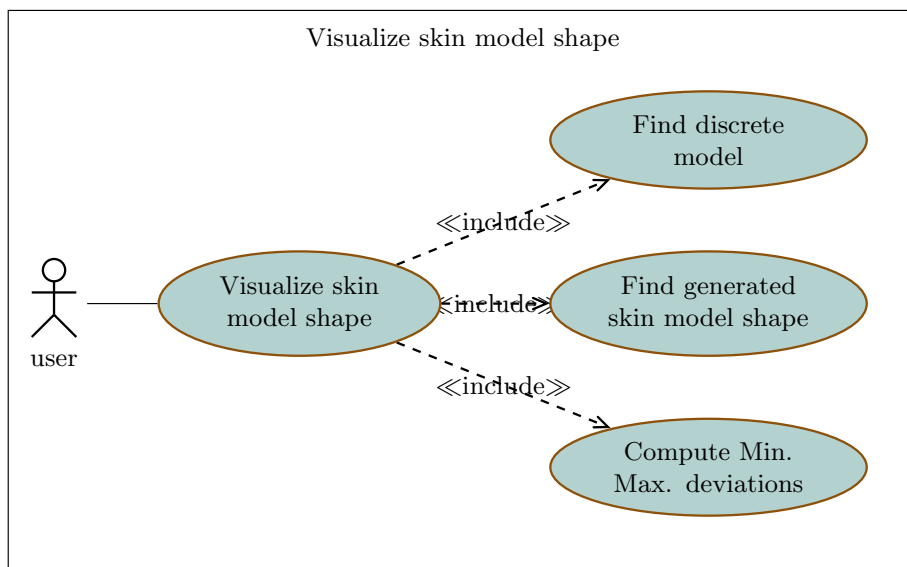 Visualize skin model shape
Find discrete
model
≪include≫
Visualize skin
model shape
≪include≫
Find generated
skin model shape
user
≪include≫
Compute Min.
Max. deviations